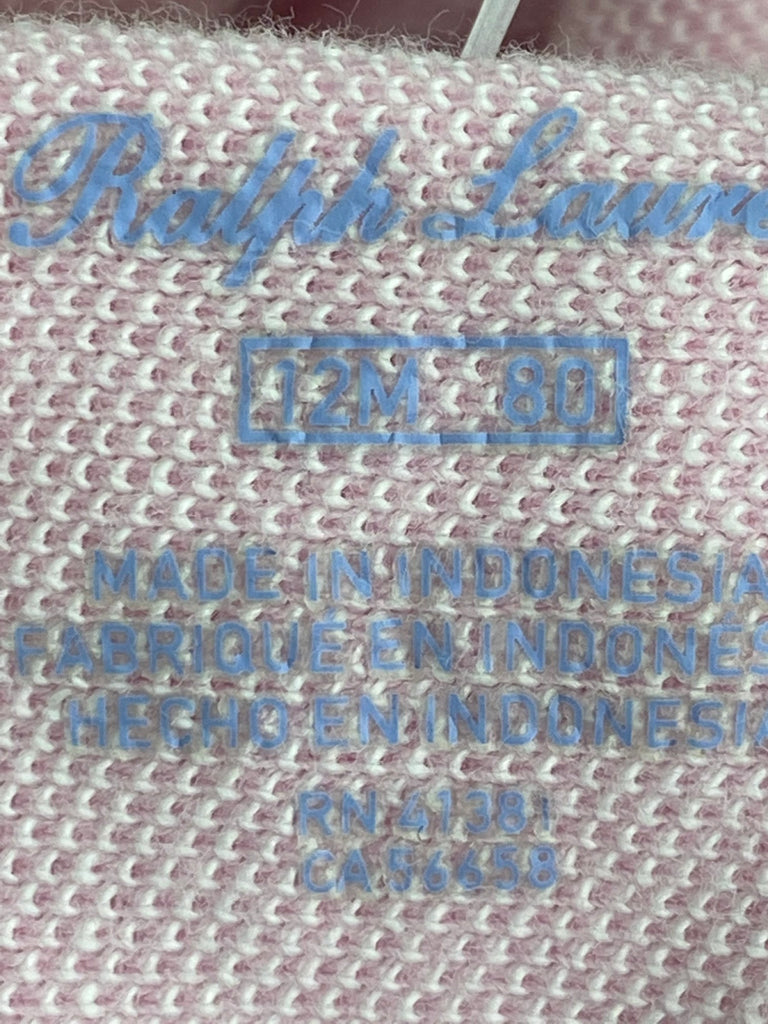 Ralph Laure
12M 80
MADE IN INDONESIA
FABRIQUÉ EN INDONÉS
HECHO EN INDONESIA
RN 41381
CA 56658